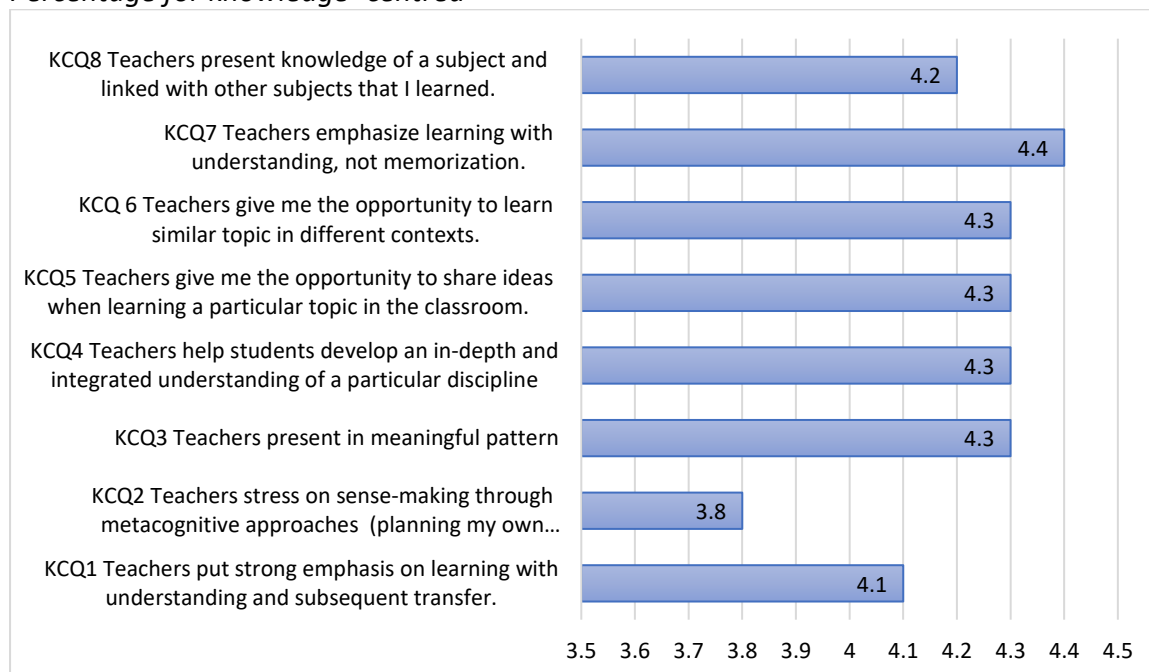 Percentage for knowledge- centred
KCQ8 Teachers present knowledge of a subject and
linked with other subjects that I learned.
4.2
KCQ7 Teachers emphasize learning with
understanding, not memorization.
4.4
KCQ 6 Teachers give me the opportunity to learn
similar topic in different contexts.
4.3
KCQ5 Teachers give me the opportunity to share ideas
when learning a particular topic in the classroom.
4.3
KCQ4 Teachers help students develop an in-depth and
integrated understanding of a particular discipline
4.3
KCQ3 Teachers present in meaningful pattern
4.3
KCQ2 Teachers stress on sense-making through
metacognitive approaches (planning my own…
3.8
KCQ1 Teachers put strong emphasis on learning with
understanding and subsequent transfer.
4.1
3.5 3.6 3.7 3.8 3.9 4 4.1 4.2 4.3 4.4 4.5